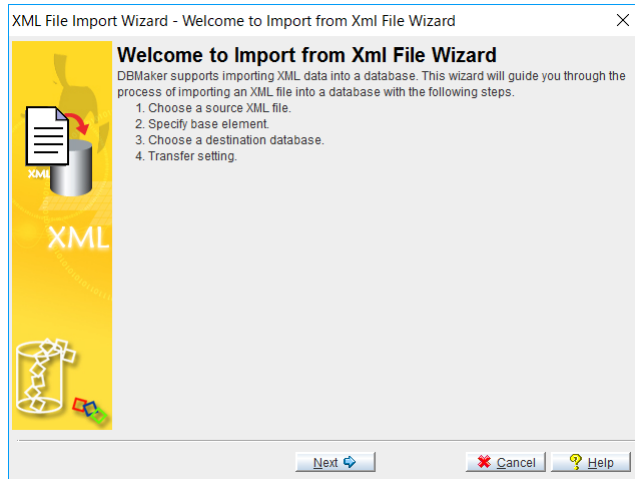 XML File Import Wizard - Welcome to Import from Xml File Wizard
Welcome to Import from Xml File Wizard
DBMaker supports importing XML data into a database. This wizard will guide you through the
process of importing an XML file into a database with the following steps.
1. Choose a source XML file.
2. Specify base element.
3. Choose a destination database.
4. Transfer setting.
XML
XML
Next
Cancel
Help